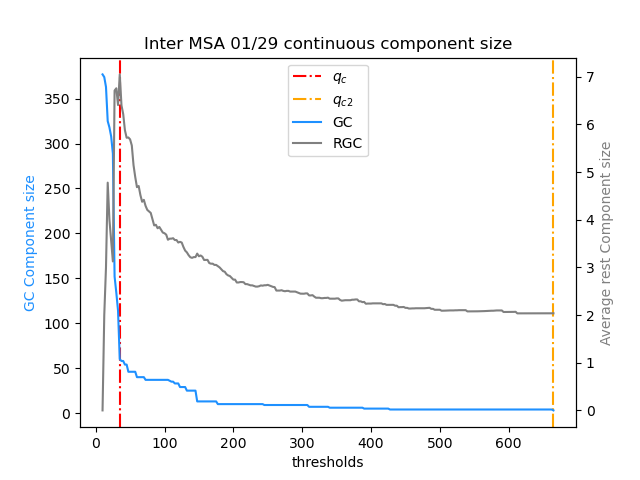 Inter MSA 01/29 continuous component size
q_c
q_c2
GC
RGC
GC Component size
350
300
250
200
150
100
50
0
Average rest Component size
7
6
5
4
3
2
1
0
0 100 200 300 400 500 600
thresholds